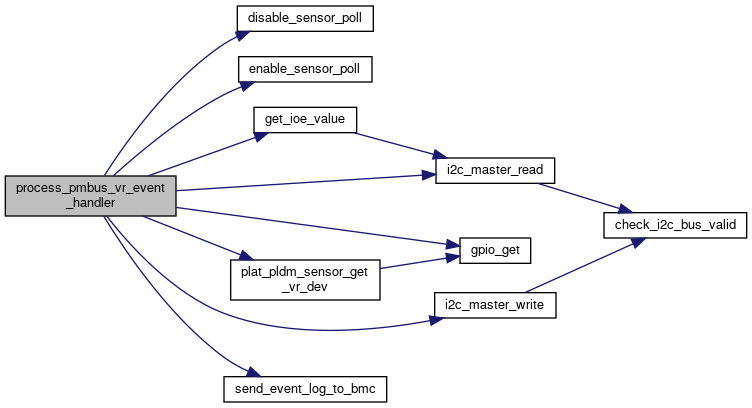 disable_sensor_poll
enable_sensor_poll
get_ioe_value
i2c_master_read
process_pmbus_vr_event
_handler
check_i2c_bus_valid
gpio_get
plat_pldm_sensor_get
_vr_dev
i2c_master_write
send_event_log_to_bmc